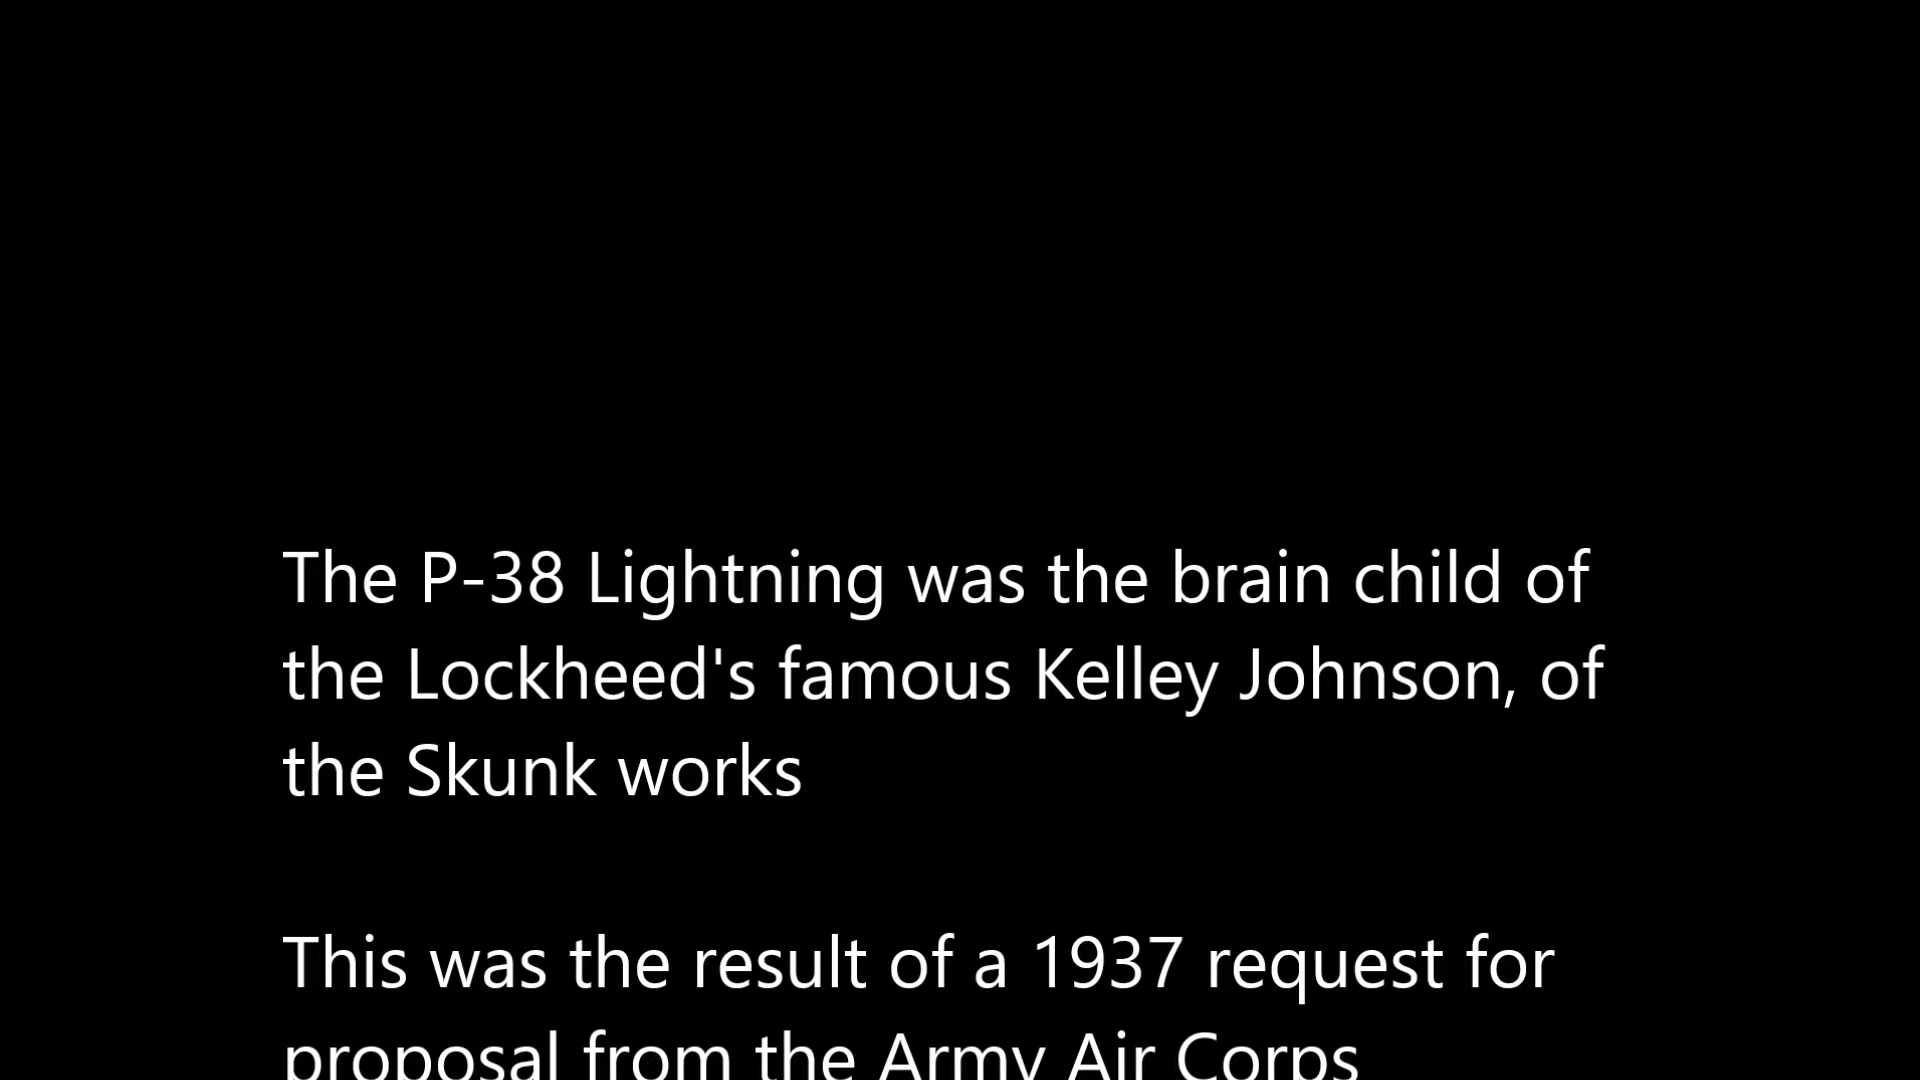 The P-38 Lightning was the brain child of
the Lockheed's famous Kelley Johnson, of
the Skunk works
This was the result of a 1937 request for
proposal from the Army Air Corps